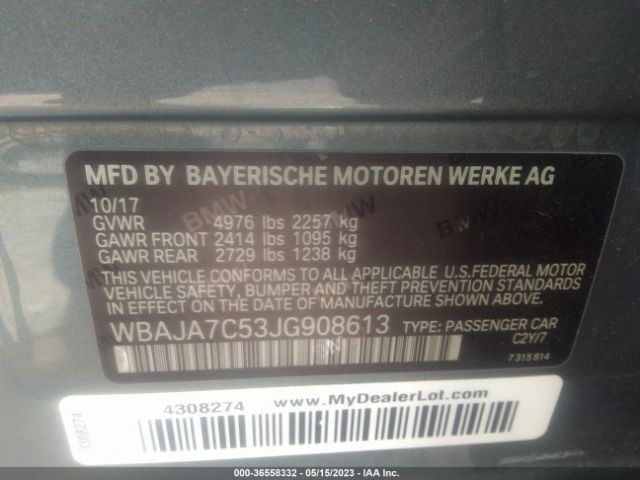 MFD BY BAYERISCHE MOTOREN WERKE AG
10/17
GVWR 4976 lbs 2257 kg
GAWR FRONT 2414 lbs 1095 kg
GAWR REAR 2729 lbs 1238 kg
THIS VEHICLE CONFORMS TO ALL APPLICABLE U.S.FEDERAL MOTOR
VEHICLE SAFETY, BUMPER AND THEFT PREVENTION STANDARDS
IN EFFECT ON THE DATE OF MANUFACTURE SHOWN ABOVE.
WBAJA7C53JG908613 TYPE: PASSENGER CAR
C2Y/7
7 315 814
4308274 www.MyDealerLot.com
4308274
000-36558332 - 05/15/2023 - IAA Inc.